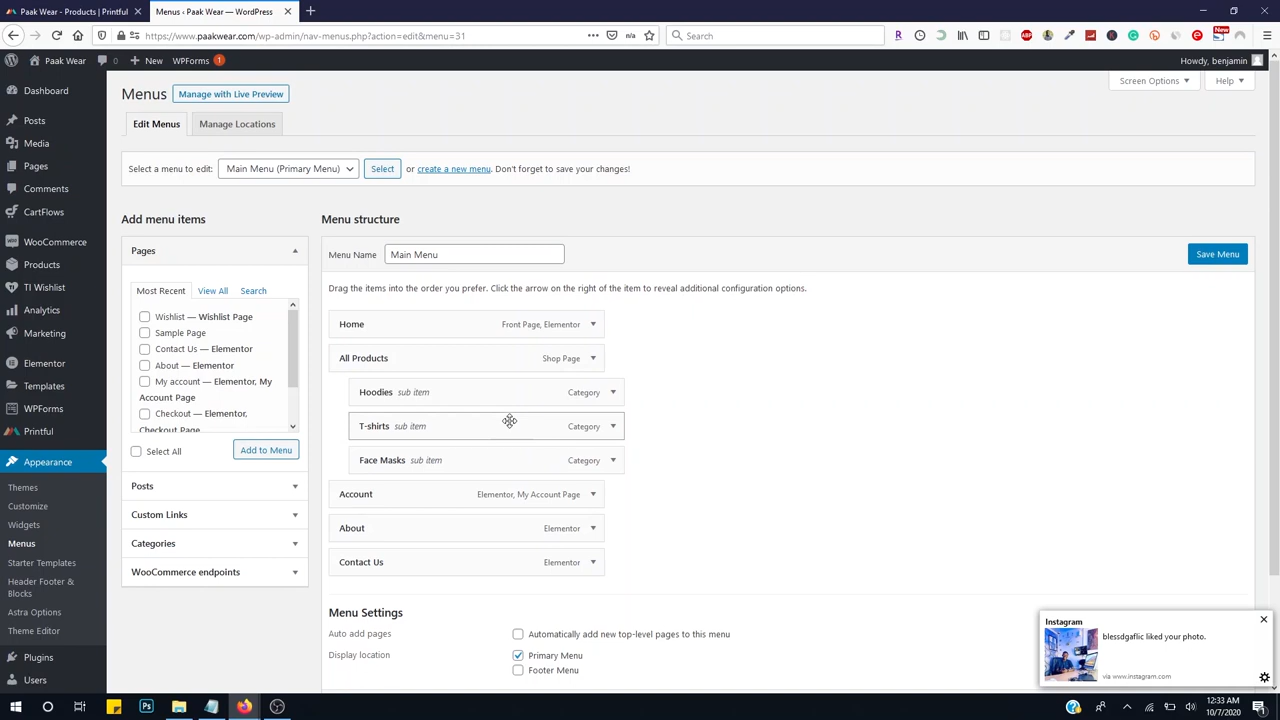 Paak Wear - Products | Printful
Menus ‹ Paak Wear — WordPress
https://www.paakwear.com/wp-admin/nav-menus.php?action=edit&menu=31
Search
New
Paak Wear
0
New
WPForms
1
Howdy, benjamin
Dashboard
Posts
Media
Pages
Comments
CartFlows
WooCommerce
Products
TI Wishlist
Analytics
Marketing
Elementor
Templates
WPForms
Printful
Appearance
Themes
Customize
Widgets
Menus
Starter Templates
Header Footer &
Blocks
Astra Options
Theme Editor
Plugins
Users
Menus
Manage with Live Preview
Screen Options
Help
Edit Menus
Manage Locations
Select a menu to edit:
Main Menu (Primary Menu)
Select
or create a new menu. Don't forget to save your changes!
Add menu items
Pages
Most Recent
View All
Search
Wishlist — Wishlist Page
Sample Page
Contact Us — Elementor
About — Elementor
My account — Elementor, My
Account Page
Checkout — Elementor,
Checkout Page
Select All
Add to Menu
Posts
Custom Links
Categories
WooCommerce endpoints
Menu structure
Menu Name
Main Menu
Save Menu
Drag the items into the order you prefer. Click the arrow on the right of the item to reveal additional configuration options.
Home Front Page, Elementor
All Products Shop Page
Hoodies sub item Category
T-shirts sub item Category
Face Masks sub item Category
Account Elementor, My Account Page
About Elementor
Contact Us Elementor
Menu Settings
Auto add pages
Automatically add new top-level pages to this menu
Display location
Primary Menu
Footer Menu
Instagram
blessdgaflic liked your photo.
via www.instagram.com
12:33 AM
10/7/2020